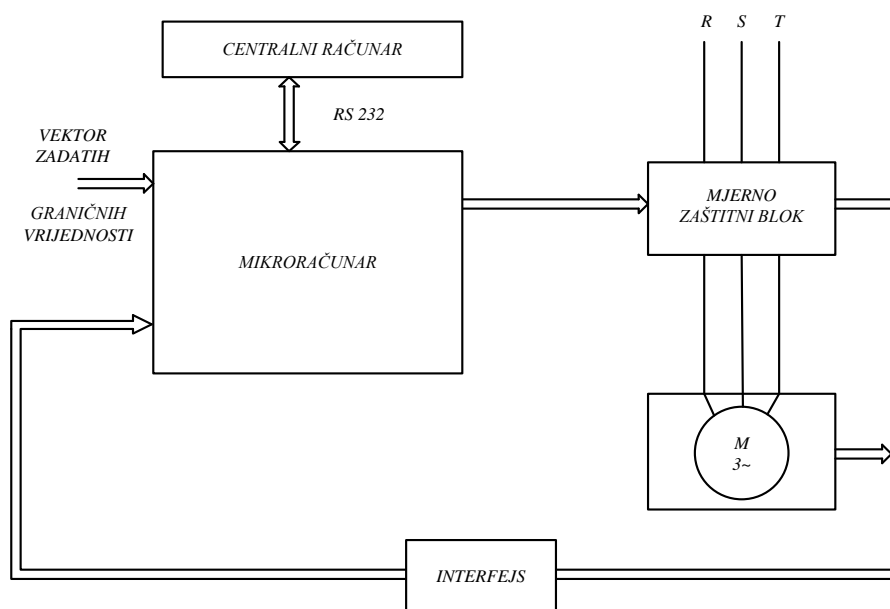 R S T
CENTRALNI RAČUNAR
RS 232
VEKTOR
ZADATIH
GRANIČNIH
VRIJEDNOSTI
MIKRORAČUNAR
MJERNO
ZAŠTITNI BLOK
M
3~
INTERFEJS